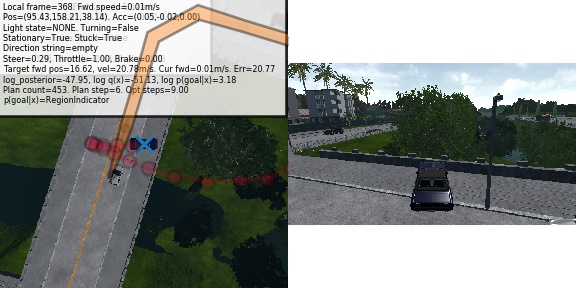 Local frame=368. Fwd speed=0.01m/s
Pos=(95.43,158.21,38.14). Acc=(0.05,-0.02,0.00)
Light state=NONE. Turning=False
Stationary=True. Stuck=True
Direction string=empty
Steer=0.29, Throttle=1.00, Brake=0.00
Target fwd pos=16.62, vel=20.78m/s. Cur fwd=0.01m/s. Err=20.77
log_posterior=-47.95, log q(x)=-51.13, log p(goal|x)=3.18
Plan count=453. Plan step=6. Opt steps=9.00
p(goal|x)=RegionIndicator